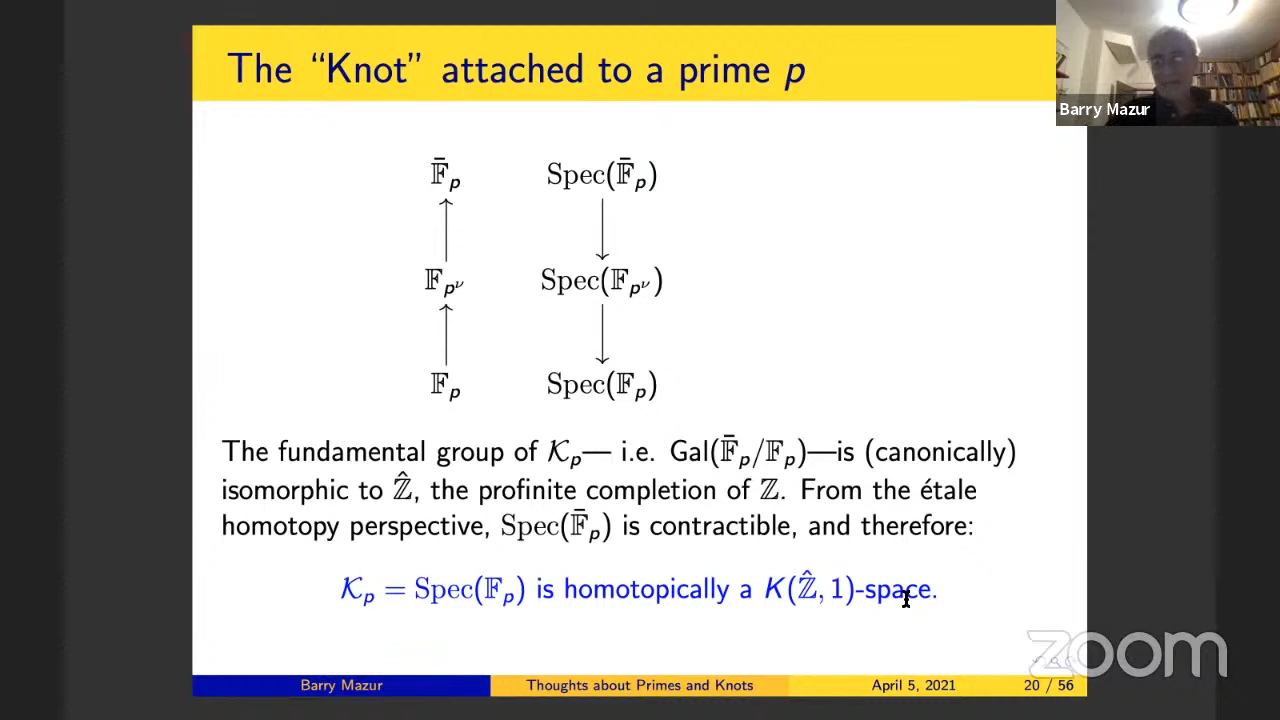 The “Knot” attached to a prime p
Barry Mazur
F̄_p Spec(F̄_p)
F_{p^ν} Spec(F_{p^ν})
F_p Spec(F_p)
The fundamental group of 𝒦_p— i.e. Gal(F̄_p/F_p)—is (canonically)
isomorphic to Ẑ, the profinite completion of ℤ. From the étale
homotopy perspective, Spec(F̄_p) is contractible, and therefore:
𝒦_p = Spec(F_p) is homotopically a K(Ẑ, 1)-space.
zoom
Barry Mazur Thoughts about Primes and Knots April 5, 2021 20 / 56